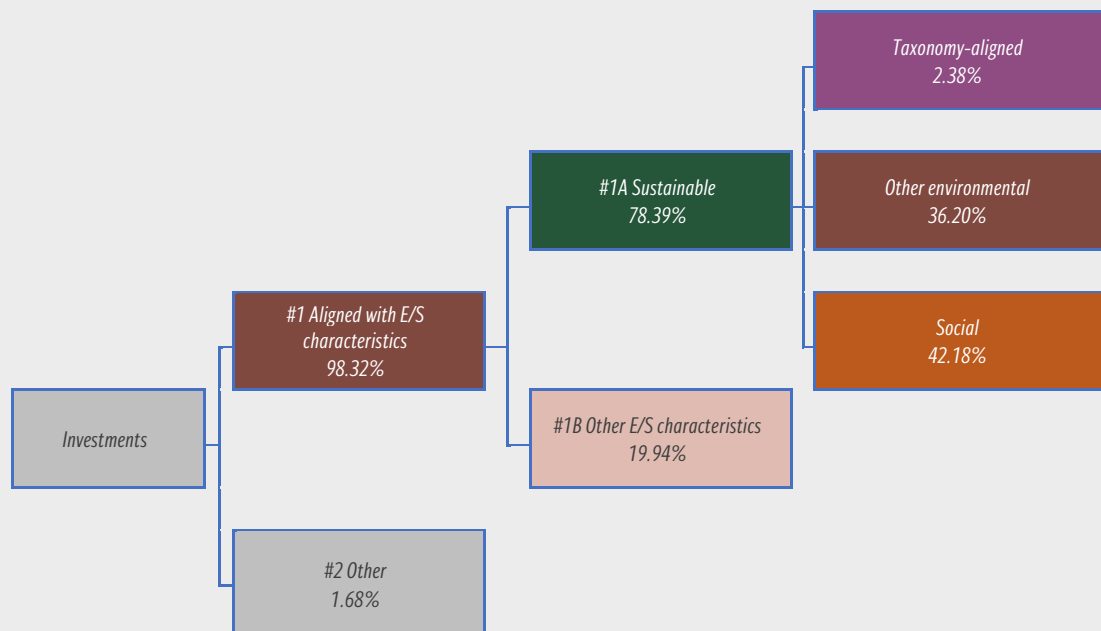 Taxonomy-aligned
2.38%
#1A Sustainable
78.39%
Other environmental
36.20%
#1 Aligned with E/S
characteristics
98.32%
Social
42.18%
Investments
#1B Other E/S characteristics
19.94%
#2 Other
1.68%